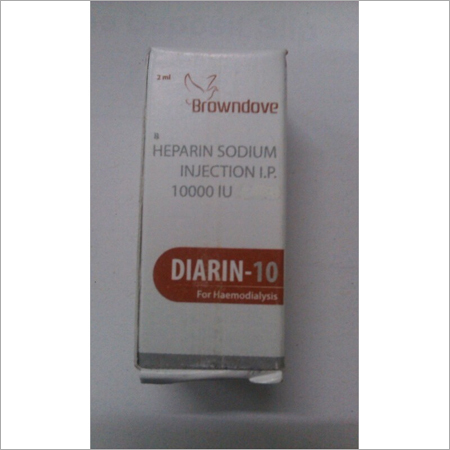 2 ml
Browndove
℞
HEPARIN SODIUM
INJECTION I.P.
10000 IU
DIARIN-10
For Haemodialysis